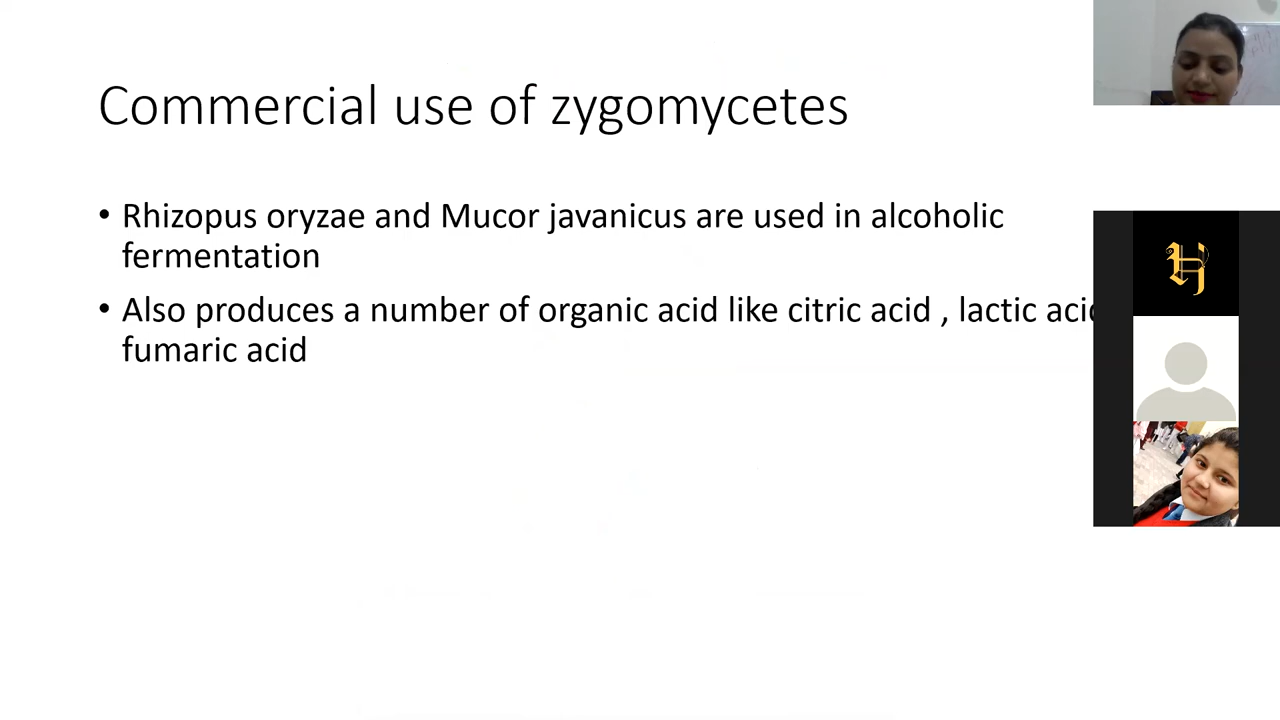 Commercial use of zygomycetes
• Rhizopus oryzae and Mucor javanicus are used in alcoholic
fermentation
• Also produces a number of organic acid like citric acid , lactic
fumaric acid